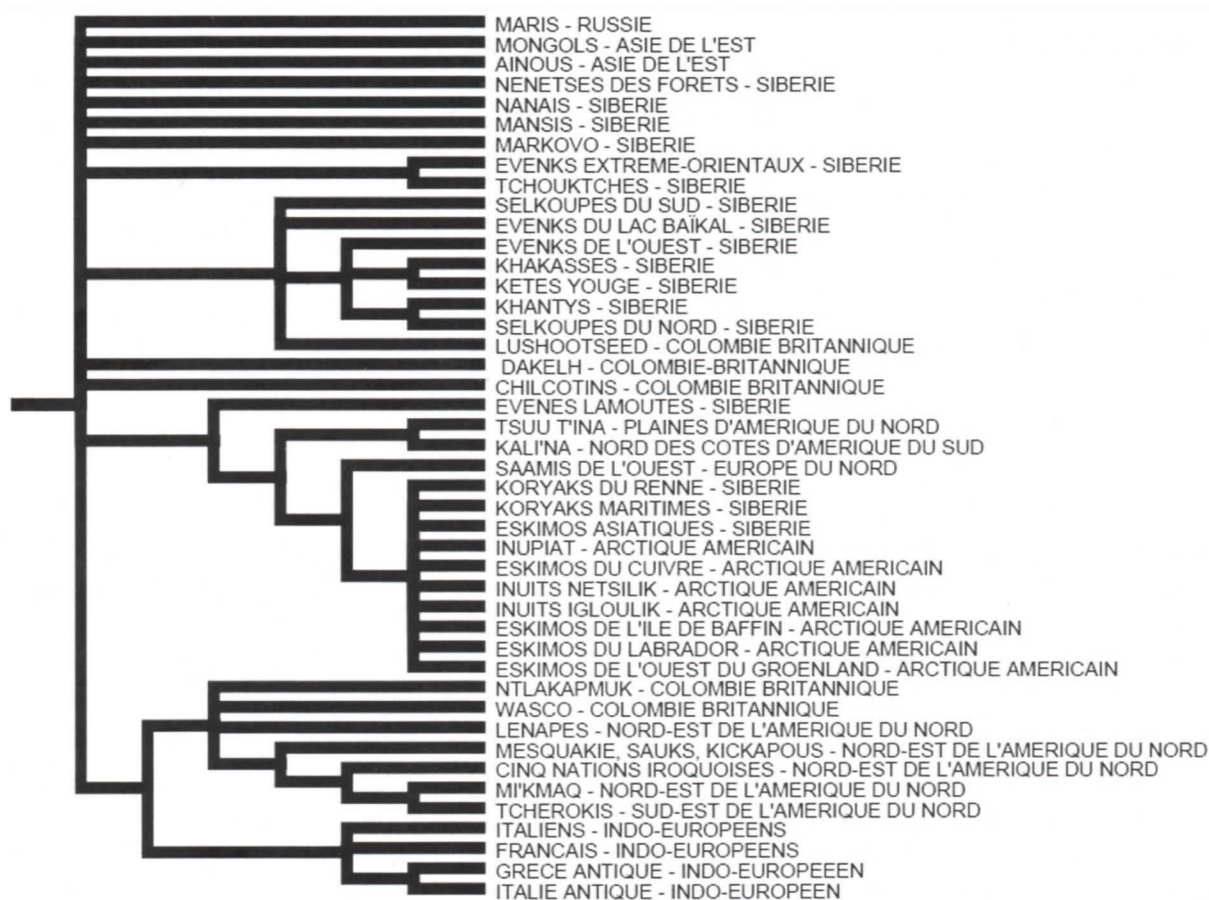 MARIS - RUSSIE
MONGOLS - ASIE DE L'EST
AINOUS - ASIE DE L'EST
NENETSES DES FORETS - SIBERIE
NANAIS - SIBERIE
MANSIS - SIBERIE
MARKOVO - SIBERIE
EVENKS EXTREME-ORIENTAUX - SIBERIE
TCHOUKTCHES - SIBERIE
SELKOUPES DU SUD - SIBERIE
EVENKS DU LAC BAÏKAL - SIBERIE
EVENKS DE L'OUEST - SIBERIE
KHAKASSES - SIBERIE
KETES YOUGE - SIBERIE
KHANTYS - SIBERIE
SELKOUPES DU NORD - SIBERIE
LUSHOOTSEED - COLOMBIE BRITANNIQUE
DAKELH - COLOMBIE-BRITANNIQUE
CHILCOTINS - COLOMBIE BRITANNIQUE
EVENES LAMOUTES - SIBERIE
TSUU T'INA - PLAINES D'AMERIQUE DU NORD
KALI'NA - NORD DES COTES D'AMERIQUE DU SUD
SAAMIS DE L'OUEST - EUROPE DU NORD
KORYAKS DU RENNE - SIBERIE
KORYAKS MARITIMES - SIBERIE
ESKIMOS ASIATIQUES - SIBERIE
INUPIAT - ARCTIQUE AMERICAIN
ESKIMOS DU CUIVRE - ARCTIQUE AMERICAIN
INUITS NETSILIK - ARCTIQUE AMERICAIN
INUITS IGLOULIK - ARCTIQUE AMERICAIN
ESKIMOS DE L'ILE DE BAFFIN - ARCTIQUE AMERICAIN
ESKIMOS DU LABRADOR - ARCTIQUE AMERICAIN
ESKIMOS DE L'OUEST DU GROENLAND - ARCTIQUE AMERICAIN
NTLAKAPMUK - COLOMBIE BRITANNIQUE
WASCO - COLOMBIE BRITANNIQUE
LENAPES - NORD-EST DE L'AMERIQUE DU NORD
MESQUAKIE, SAUKS, KICKAPOUS - NORD-EST DE L'AMERIQUE DU NORD
CINQ NATIONS IROQUOISES - NORD-EST DE L'AMERIQUE DU NORD
MI'KMAQ - NORD-EST DE L'AMERIQUE DU NORD
TCHEROKIS - SUD-EST DE L'AMERIQUE DU NORD
ITALIENS - INDO-EUROPEENS
FRANCAIS - INDO-EUROPEENS
GRECE ANTIQUE - INDO-EUROPEEEN
ITALIE ANTIQUE - INDO-EUROPEEN